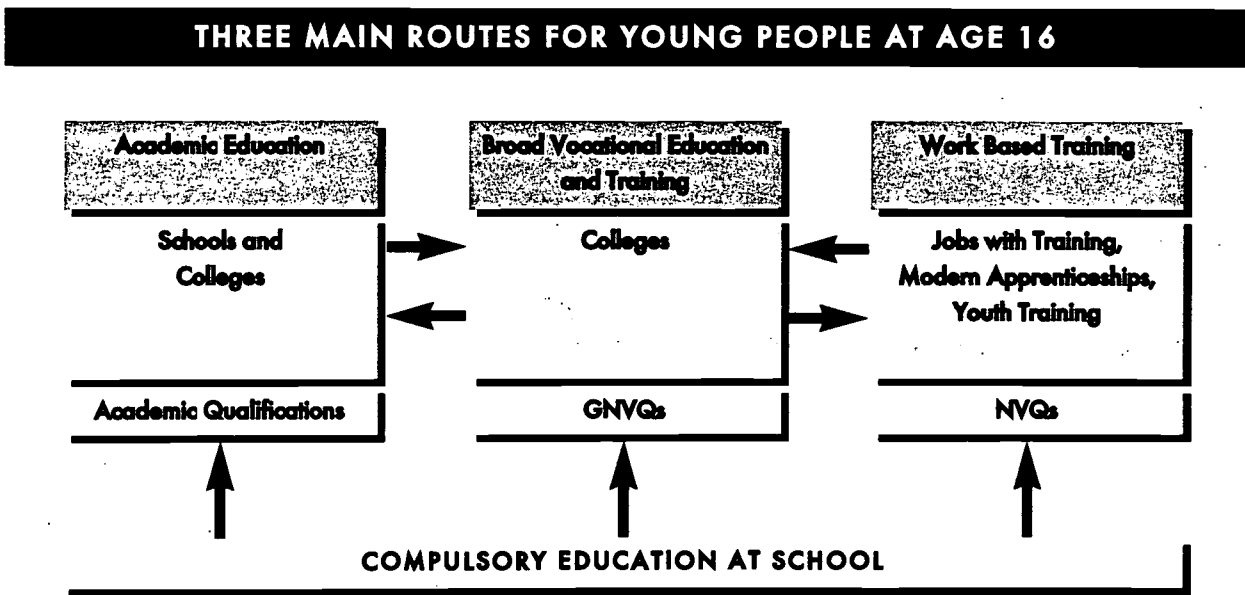 THREE MAIN ROUTES FOR YOUNG PEOPLE AT AGE 16
Academic Education
Schools and
Colleges
Academic Qualifications
Broad Vocational Education
and Training
Colleges
GNVQs
Work Based Training
Jobs with Training,
Modern Apprenticeships,
Youth Training
NVQs
COMPULSORY EDUCATION AT SCHOOL